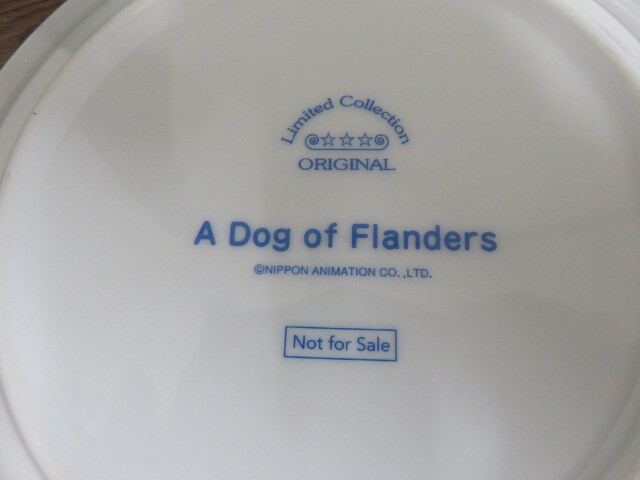 Limited Collection
ORIGINAL
A Dog of Flanders
©NIPPON ANIMATION CO.,LTD.
Not for Sale